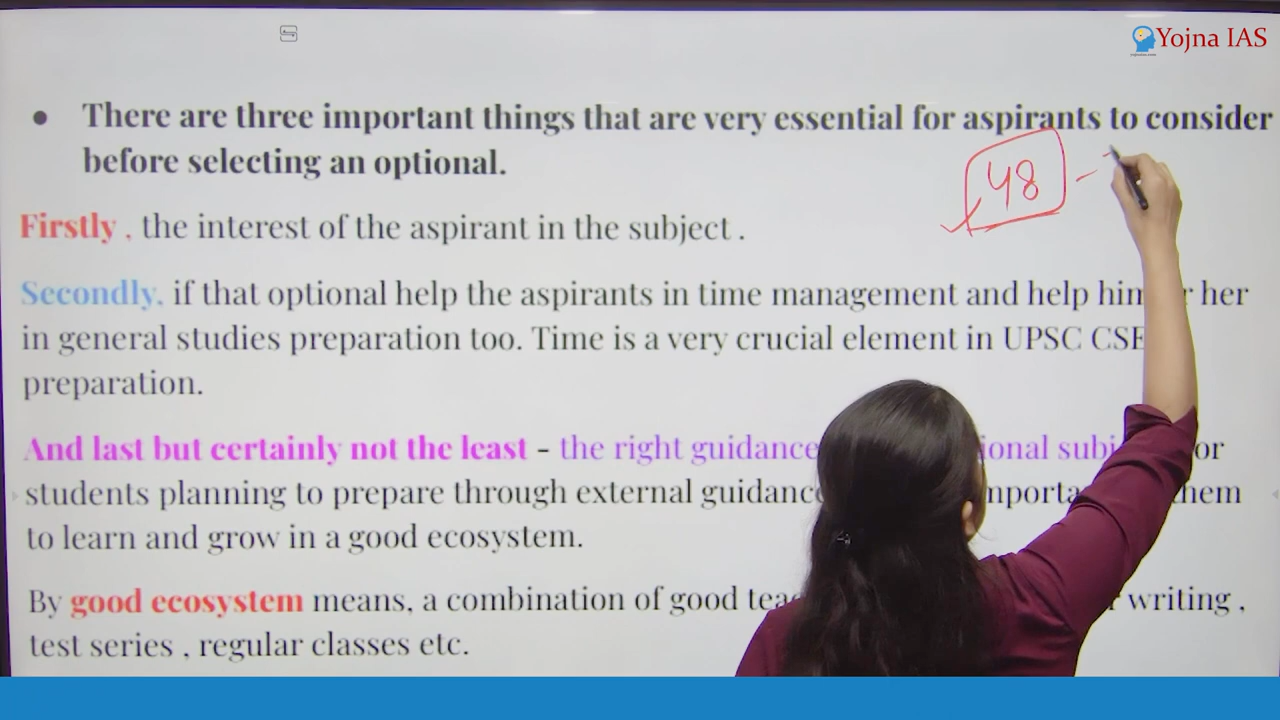 Yojna IAS
There are three important things that are very essential for aspirants to consider
before selecting an optional.
48 -
Firstly , the interest of the aspirant in the subject .
Secondly, if that optional help the aspirants in time management and help him her
in general studies preparation too. Time is a very crucial element in UPSC CSE
preparation.
And last but certainly not the least - the right guidance
students planning to prepare through external guidance them
to learn and grow in a good ecosystem.
By good ecosystem means, a combination of good writing ,
test series , regular classes etc.